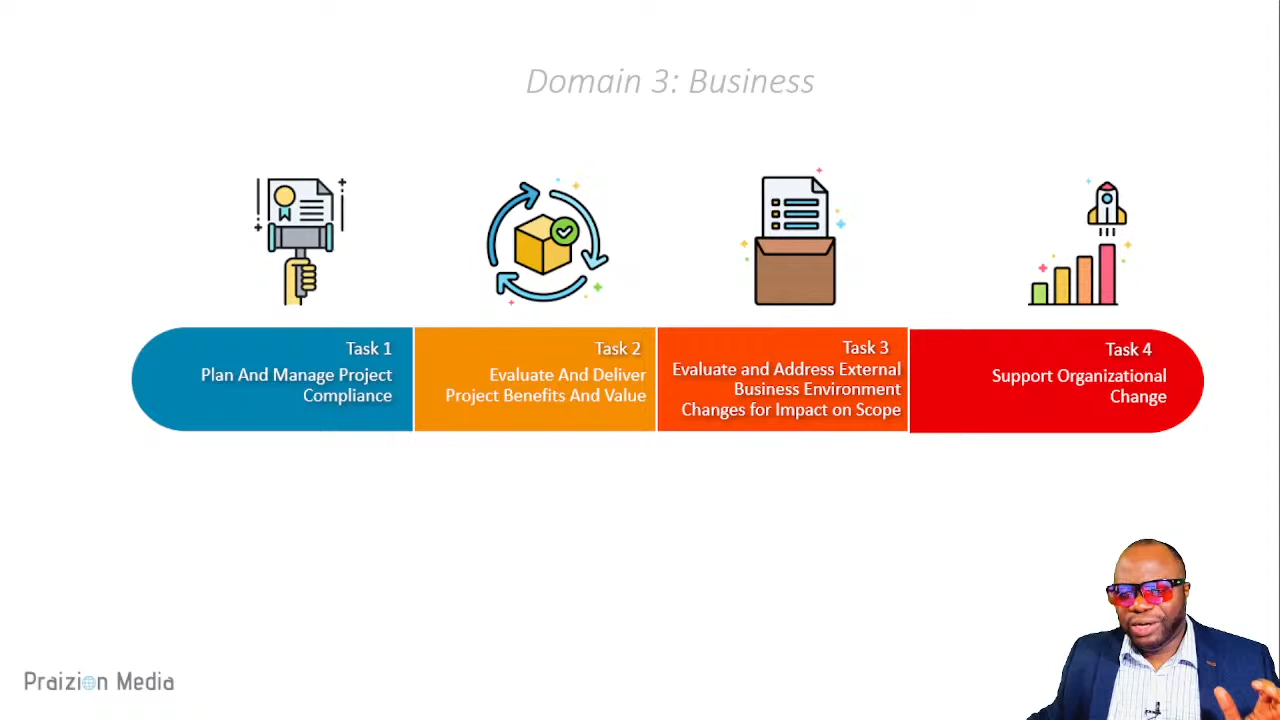 Domain 3: Business
Task 1
Plan And Manage Project
Compliance
Task 2
Evaluate And Deliver
Project Benefits And Value
Task 3
Evaluate and Address External
Business Environment
Changes for Impact on Scope
Task 4
Support Organizational
Change
Praizion Media